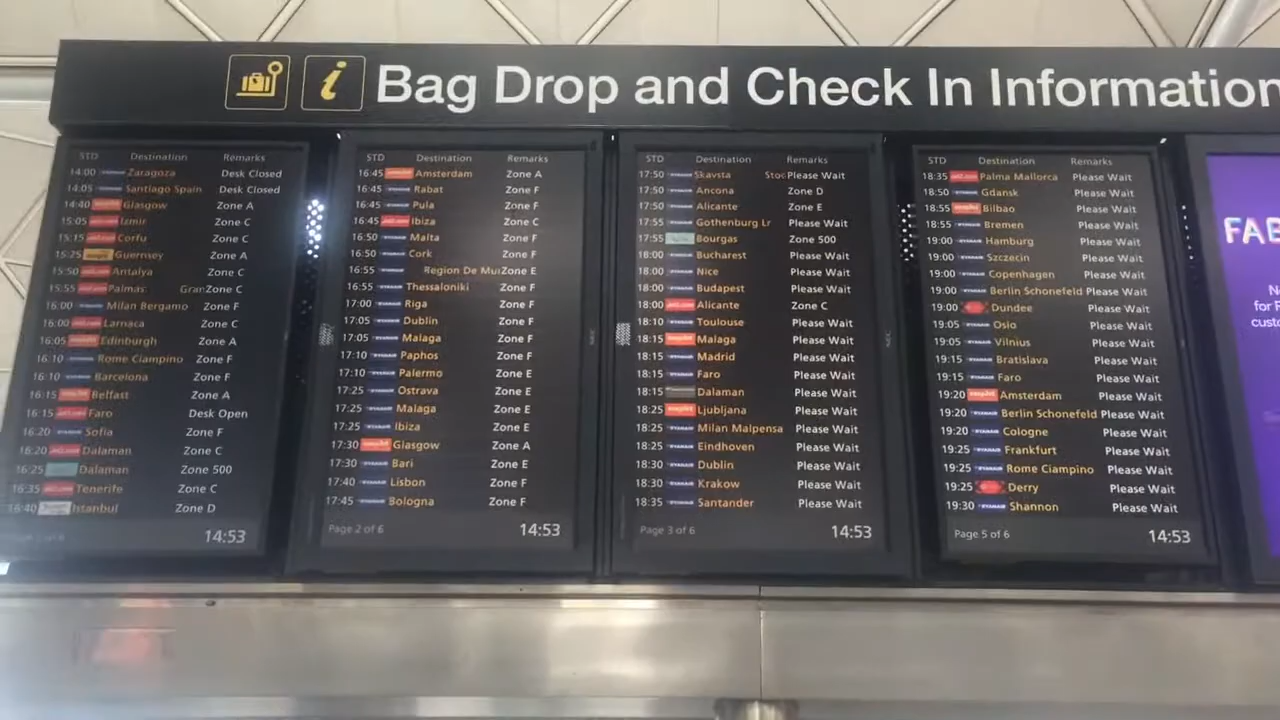 Bag Drop and Check In Information
STD Destination Remarks
14:00 Zaragoza Desk Closed
14:05 Santiago Spain Desk Closed
14:40 Glasgow Zone A
15:05 Izmir Zone C
15:15 Corfu Zone C
15:25 Guernsey Zone A
15:50 Antalya Zone C
15:55 Palmas: Gran Zone C
16:00 Milan Bergamo Zone F
16:00 Larnaca Zone C
16:05 Edinburgh Zone A
16:10 Rome Ciampino Zone F
16:10 Barcelona Zone F
16:15 Belfast Zone A
16:15 Faro Desk Open
16:20 Sofia Zone F
16:20 Dalaman Zone C
16:25 Dalaman Zone 500
16:35 Tenerife Zone C
16:40 Istanbul Zone D
14:53
STD Destination Remarks
16:45 Amsterdam Zone A
16:45 Rabat Zone F
16:45 Pula Zone F
16:45 Ibiza Zone C
16:50 Malta Zone F
16:50 Cork Zone F
16:55 Region De Mui Zone E
16:55 Thessaloniki Zone F
17:00 Riga Zone F
17:05 Dublin Zone F
17:05 Malaga Zone F
17:10 Paphos Zone F
17:10 Palermo Zone E
17:25 Ostrava Zone E
17:25 Malaga Zone E
17:25 Ibiza Zone E
17:30 Glasgow Zone A
17:30 Bari Zone E
17:40 Lisbon Zone F
17:45 Bologna Zone F
Page 2 of 6 14:53
STD Destination Remarks
17:50 Skavsta Stoc Please Wait
17:50 Ancona Zone D
17:50 Alicante Zone E
17:55 Gothenburg Lr Please Wait
17:55 Bourgas Zone 500
18:00 Bucharest Please Wait
18:00 Nice Please Wait
18:00 Budapest Please Wait
18:00 Alicante Zone C
18:10 Toulouse Please Wait
18:15 Malaga Please Wait
18:15 Madrid Please Wait
18:15 Faro Please Wait
18:15 Dalaman Please Wait
18:25 Ljubljana Please Wait
18:25 Milan Malpensa Please Wait
18:25 Eindhoven Please Wait
18:30 Dublin Please Wait
18:30 Krakow Please Wait
18:35 Santander Please Wait
Page 3 of 6 14:53
STD Destination Remarks
18:35 Palma Mallorca Please Wait
18:50 Gdansk Please Wait
18:55 Bilbao Please Wait
18:55 Bremen Please Wait
19:00 Hamburg Please Wait
19:00 Szczecin Please Wait
19:00 Copenhagen Please Wait
19:00 Berlin Schonefeld Please Wait
19:00 Dundee Please Wait
19:05 Oslo Please Wait
19:05 Vilnius Please Wait
19:15 Bratislava Please Wait
19:15 Faro Please Wait
19:20 Amsterdam Please Wait
19:20 Berlin Schonefeld Please Wait
19:20 Cologne Please Wait
19:25 Frankfurt Please Wait
19:25 Rome Ciampino Please Wait
19:25 Derry Please Wait
19:30 Shannon Please Wait
Page 5 of 6 14:53
FAB
for